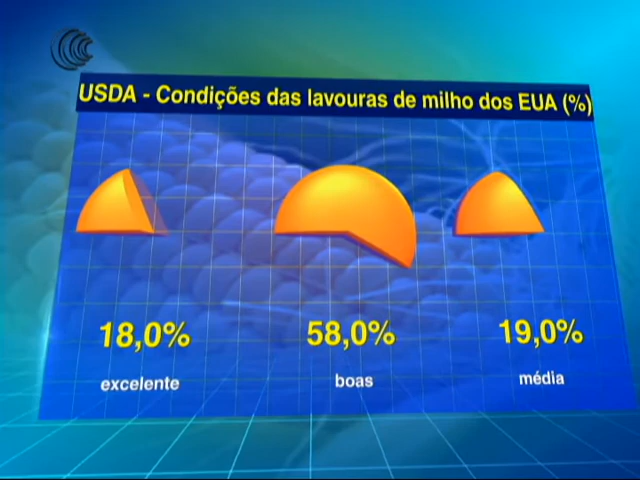 USDA - Condições das lavouras de milho dos EUA (%)
18,0% 58,0% 19,0%
excelente boas média